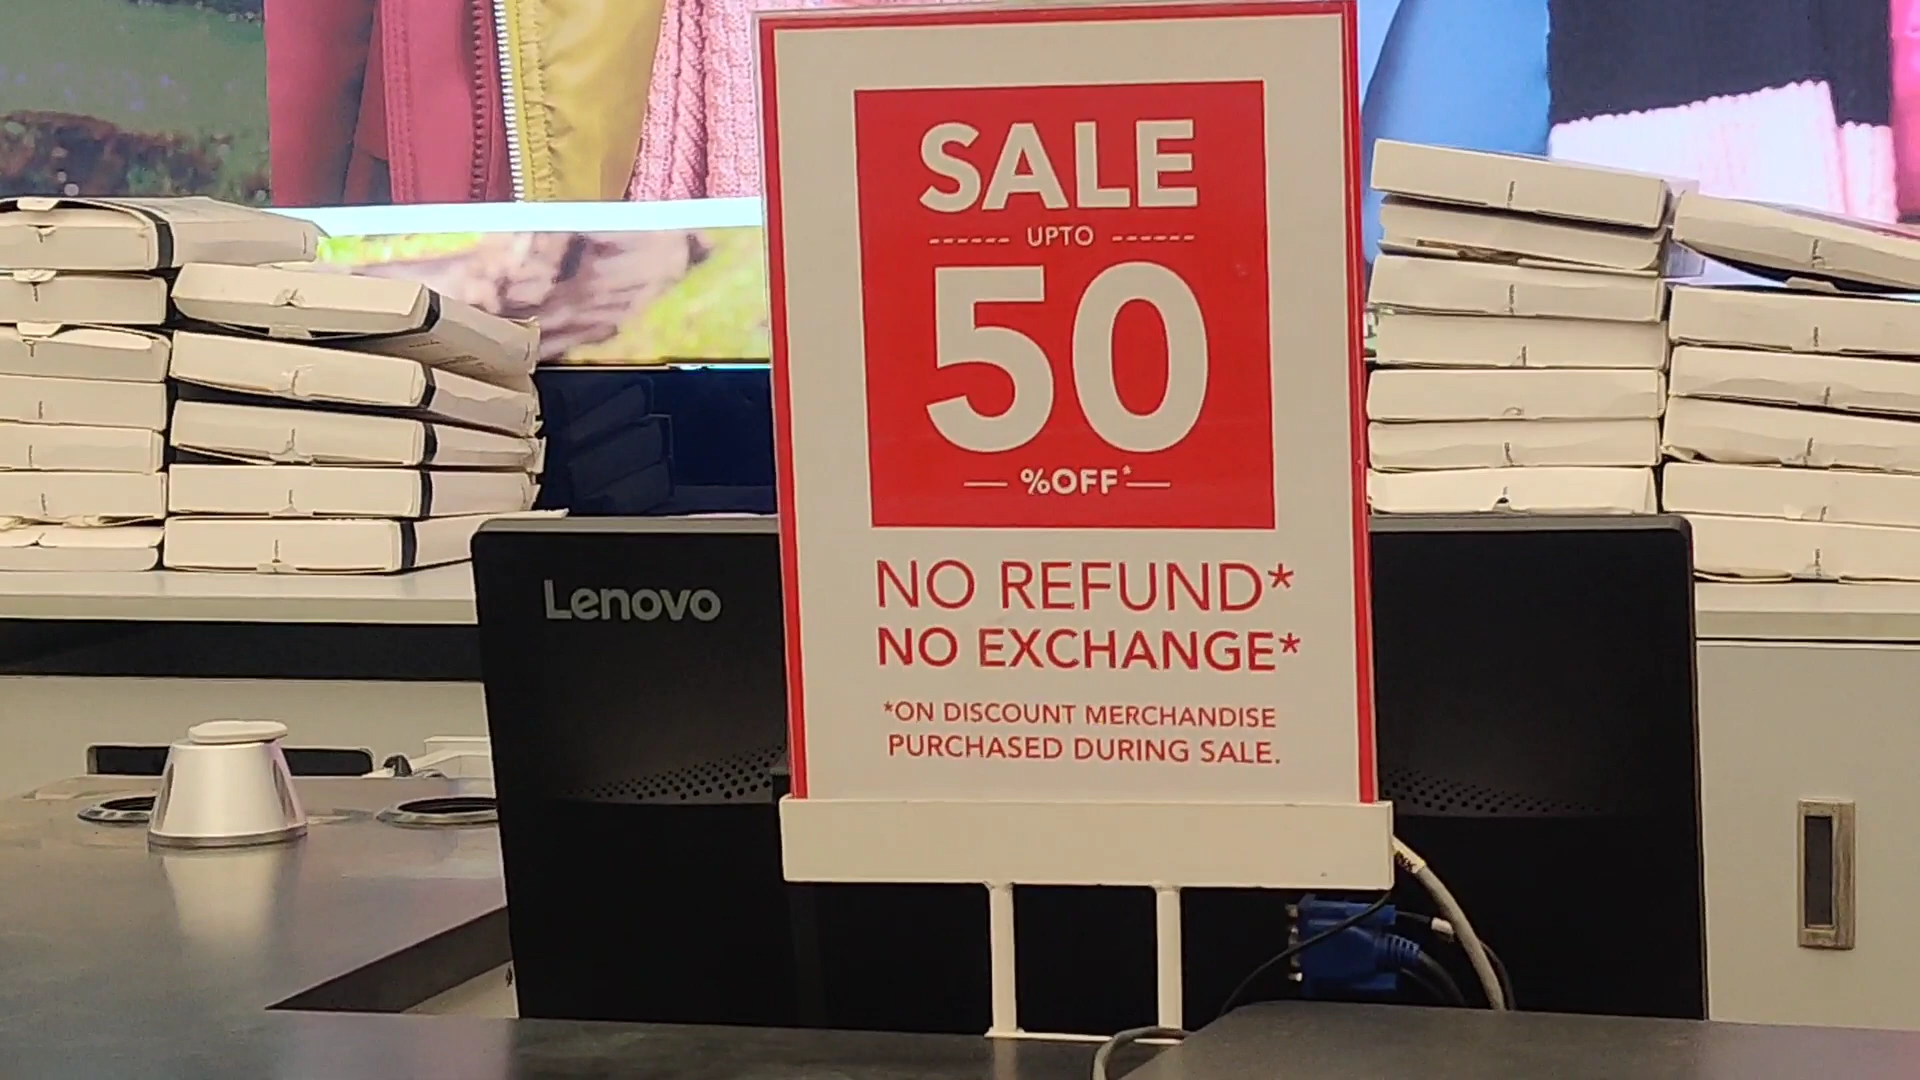 SALE
UPTO
50
%OFF*
NO REFUND*
NO EXCHANGE*
*ON DISCOUNT MERCHANDISE
PURCHASED DURING SALE.
Lenovo